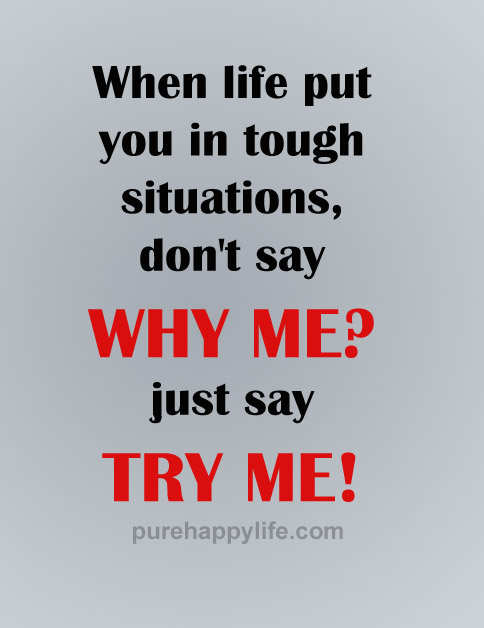 When life put
you in tough
situations,
don't say
WHY ME?
just say
TRY ME!
purehappylife.com